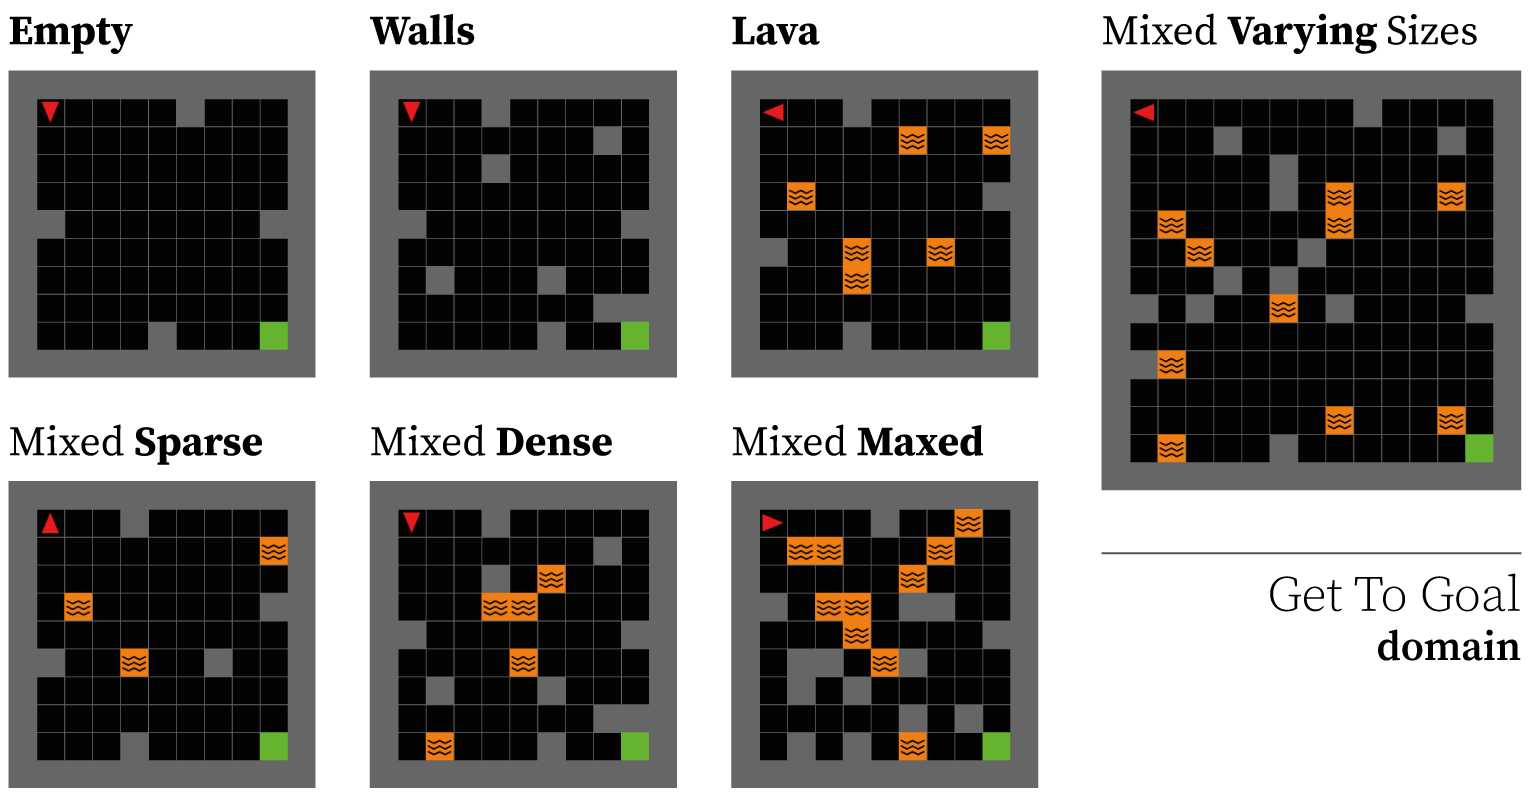 Empty
Walls
Lava
Mixed Varying Sizes
Mixed Sparse
Mixed Dense
Mixed Maxed
Get To Goal
domain